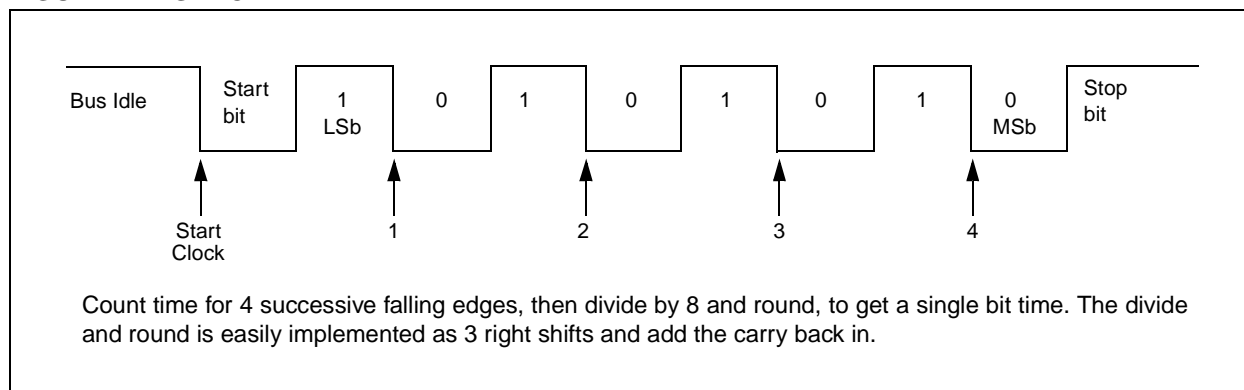 Bus Idle
Start
bit
1
LSb
0
1
0
1
0
1
0
MSb
Stop
bit
Start
Clock
1
2
3
4
Count time for 4 successive falling edges, then divide by 8 and round, to get a single bit time. The divide
and round is easily implemented as 3 right shifts and add the carry back in.